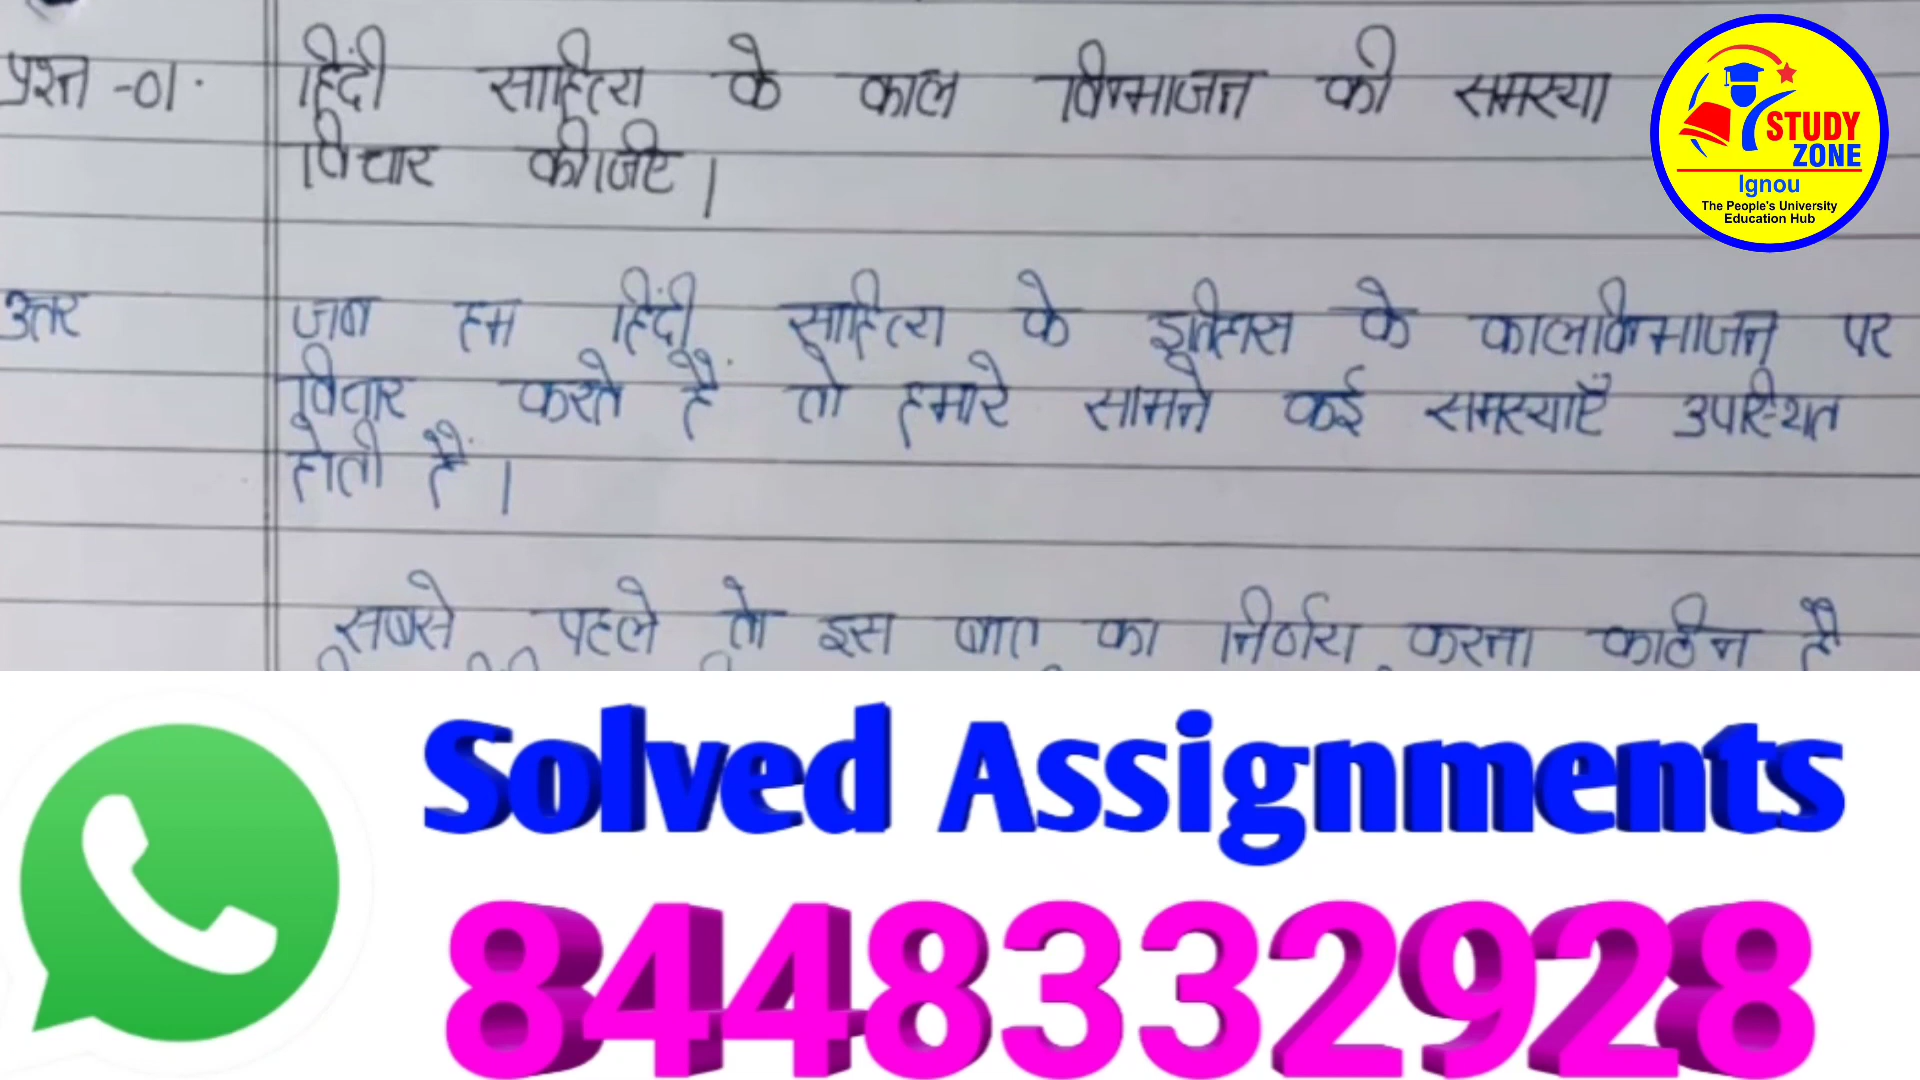 प्रश्न -01. हिंदी साहित्य के काल विभाजन की समस्या
विचार कीजिए।
उत्तर जब हम हिंदी साहित्य के इतिहास के कालविभाजन पर
विचार करते हैं तो हमारे सामने कई समस्याएँ उपस्थित
होती हैं।
सबसे पहले तो इस बात का निर्णय करना कठिन है
STUDY
ZONE
Ignou
The People's University
Education Hub
Solved Assignments
8448332928